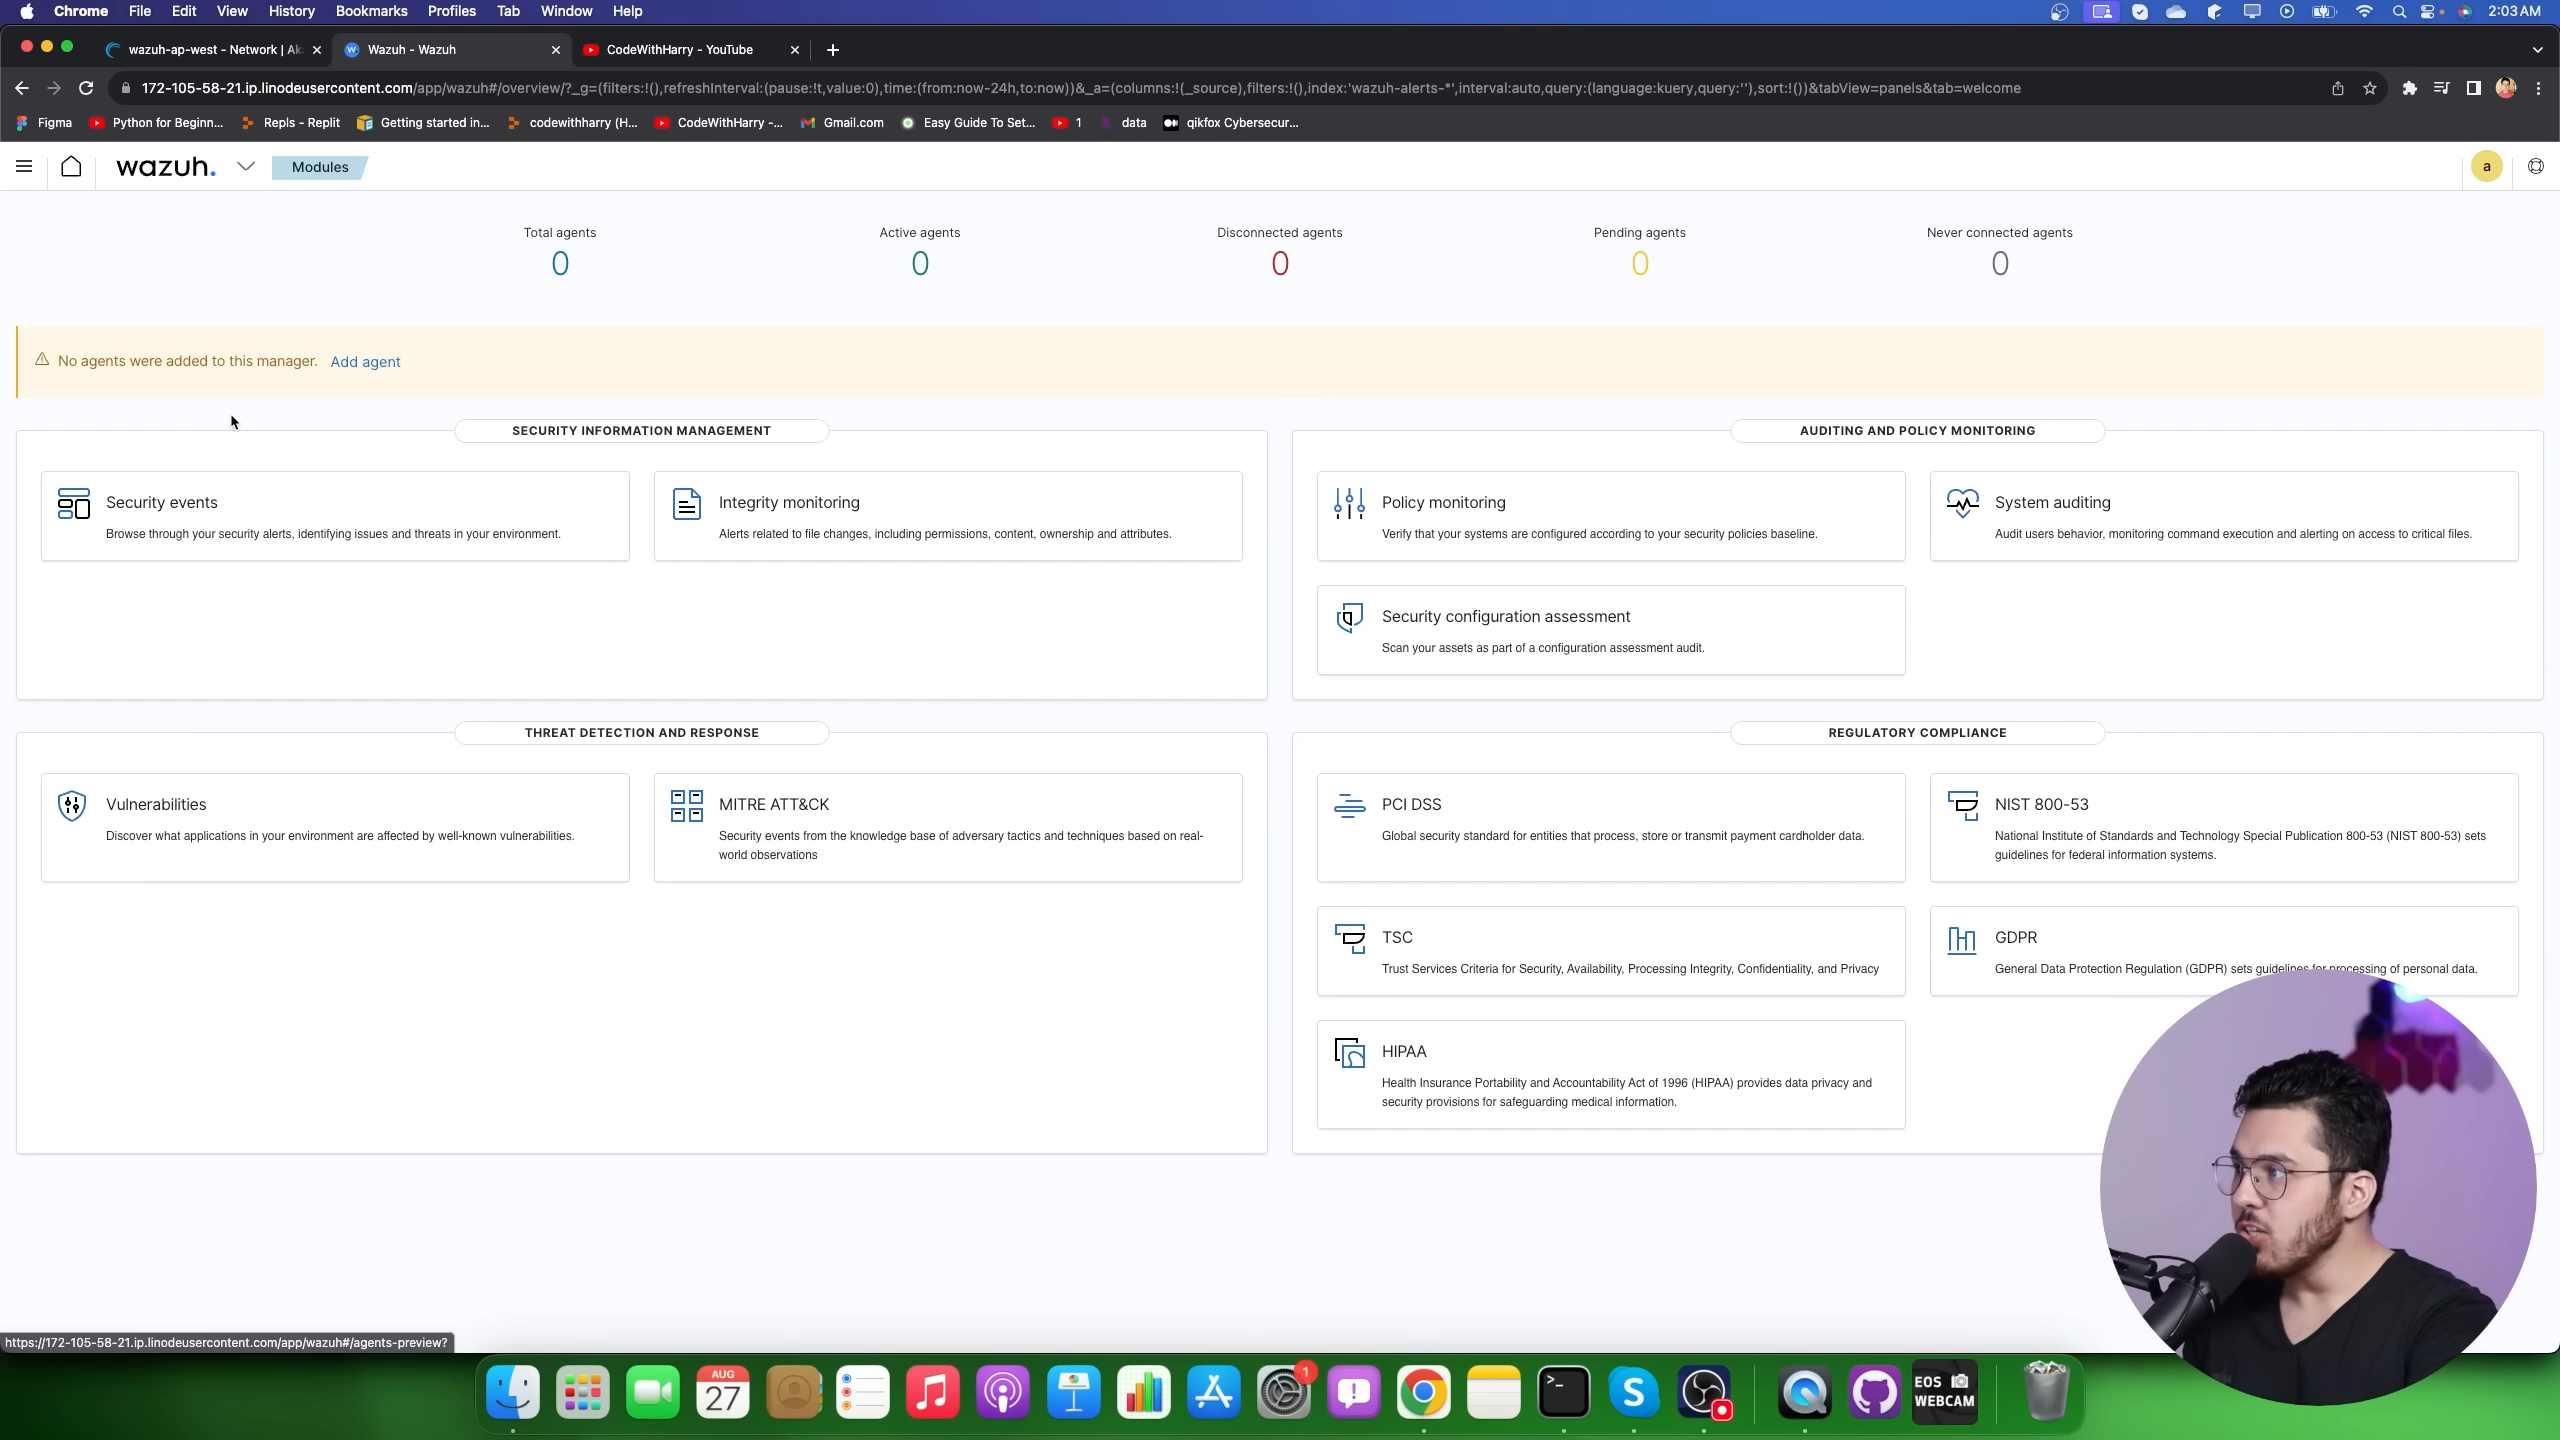 Chrome File Edit View History Bookmarks Profiles Tab Window Help 2:03 AM
wazuh-ap-west - Network | Ak Wazuh - Wazuh CodeWithHarry - YouTube
172-105-58-21.ip.linodeusercontent.com/app/wazuh#/overview/?_g=(filters:!(),refreshInterval:(pause:!t,value:0),time:(from:now-24h,to:now))&_a=(columns:!(_source),filters:!(),index:'wazuh-alerts-*',interval:auto,query:(language:kuery,query:''),sort:!())&tabView=panels&tab=welcome
Figma Python for Beginn... Repls - Replit Getting started in... codewithharry (H... CodeWithHarry -... Gmail.com Easy Guide To Set... 1 data qikfox Cybersecur...
wazuh. Modules a
Total agents Active agents Disconnected agents Pending agents Never connected agents
0 0 0 0 0
No agents were added to this manager. Add agent
SECURITY INFORMATION MANAGEMENT
Security events
Browse through your security alerts, identifying issues and threats in your environment.
Integrity monitoring
Alerts related to file changes, including permissions, content, ownership and attributes.
AUDITING AND POLICY MONITORING
Policy monitoring
Verify that your systems are configured according to your security policies baseline.
System auditing
Audit users behavior, monitoring command execution and alerting on access to critical files.
Security configuration assessment
Scan your assets as part of a configuration assessment audit.
THREAT DETECTION AND RESPONSE
Vulnerabilities
Discover what applications in your environment are affected by well-known vulnerabilities.
MITRE ATT&CK
Security events from the knowledge base of adversary tactics and techniques based on real-
world observations
REGULATORY COMPLIANCE
PCI DSS
Global security standard for entities that process, store or transmit payment cardholder data.
NIST 800-53
National Institute of Standards and Technology Special Publication 800-53 (NIST 800-53) sets
guidelines for federal information systems.
TSC
Trust Services Criteria for Security, Availability, Processing Integrity, Confidentiality, and Privacy
GDPR
General Data Protection Regulation (GDPR) sets guidelines for processing of personal data.
HIPAA
Health Insurance Portability and Accountability Act of 1996 (HIPAA) provides data privacy and
security provisions for safeguarding medical information.
https://172-105-58-21.ip.linodeusercontent.com/app/wazuh#/agents-preview?
AUG
27
1
EOS
WEBCAM